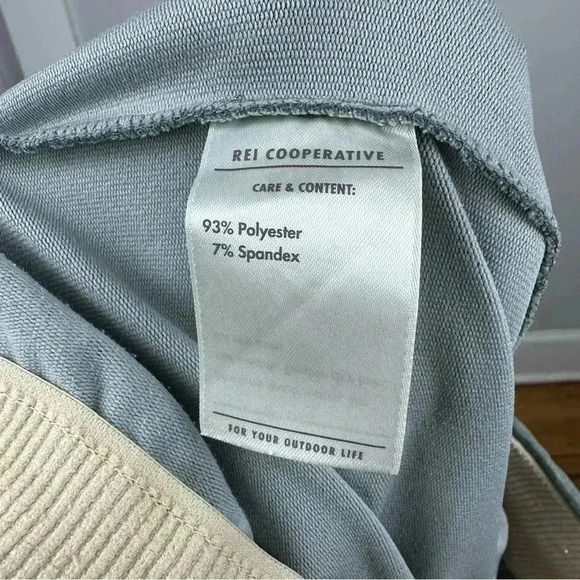 REI COOPERATIVE
CARE & CONTENT:
93% Polyester
7% Spandex
FOR YOUR OUTDOOR LIFE